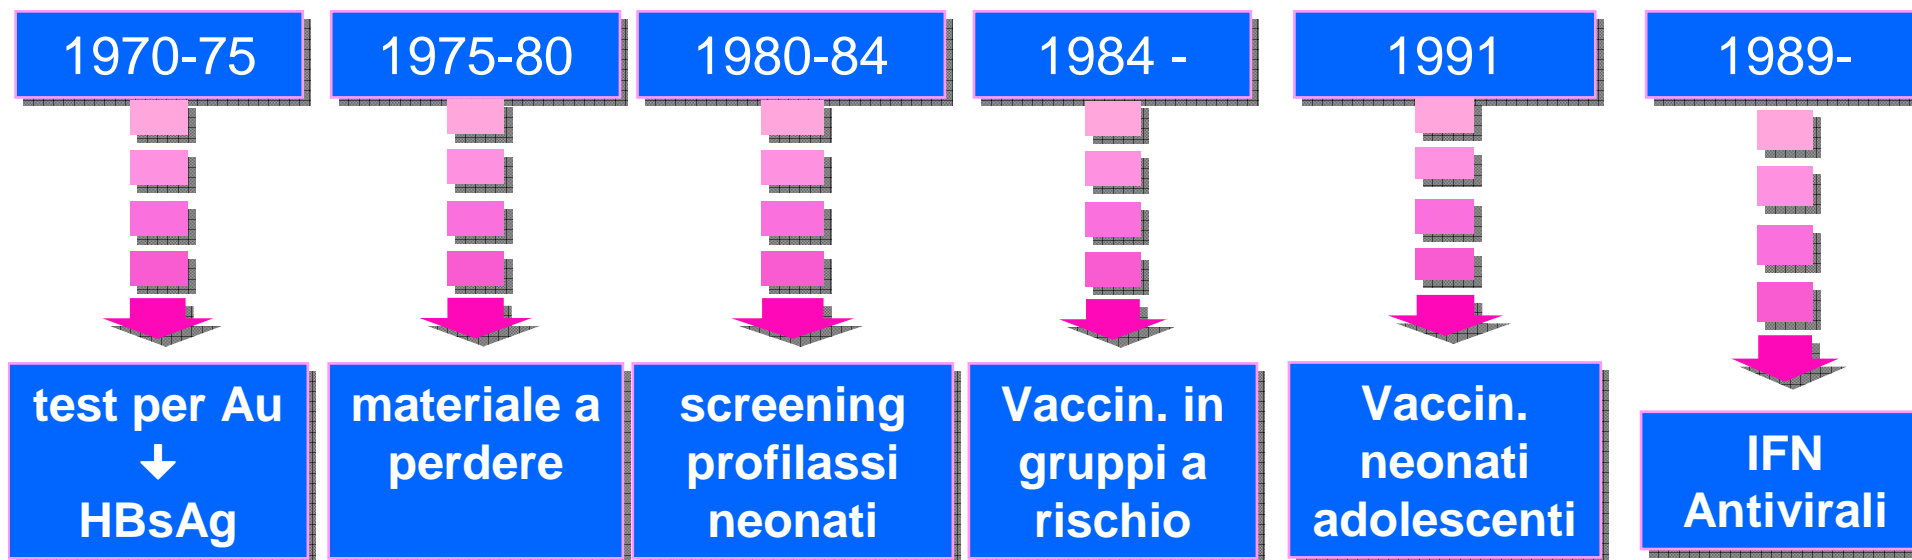 1970-75
1975-80
1980-84
1984 -
1991
1989-
test per Au
↓
HBsAg
materiale a
perdere
screening
profilassi
neonati
Vaccin. in
gruppi a
rischio
Vaccin.
neonati
adolescenti
IFN
Antivirali